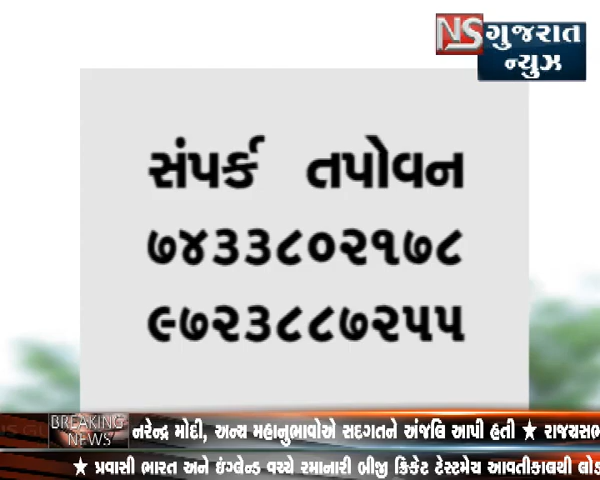 NS ગુજરાત
ન્યુઝ
સંપર્ક તપોવન
૭૪૩૩૮૦૨૧૭૮
૯૭૨૩૮૮૭૨૫૫
BREAKING NEWS
નરેન્દ્ર મોદી, અન્ય મહાનુભાવોએ સદગતને અંજલિ આપી હતી ★ રાજયસભ
★ પ્રવાસી ભારત અને ઇંગ્લેન્ડ વચ્ચે રમાનારી બીજી ક્રિકેટ ટેસ્ટમેચ આવતીકાલથી લોડ